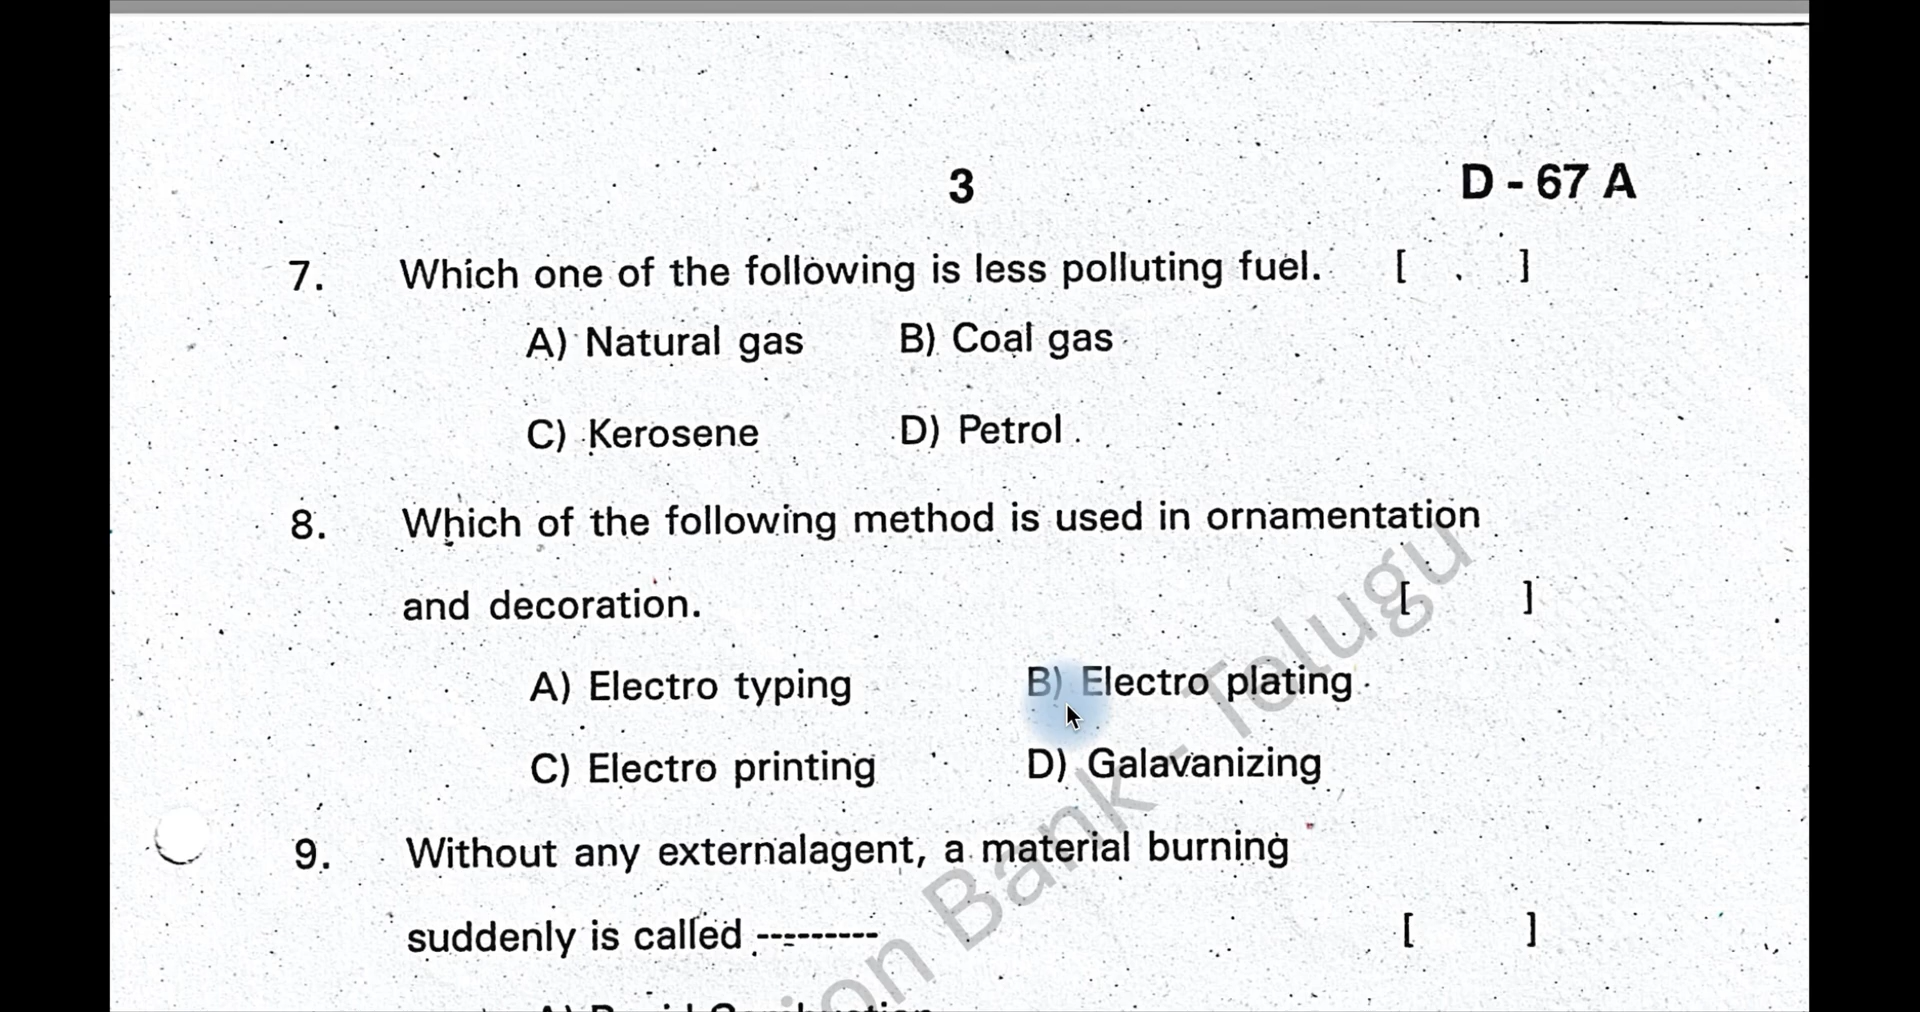 3 D - 67 A
7. Which one of the following is less polluting fuel. [ ]
A) Natural gas B) Coal gas
C) Kerosene D) Petrol
8. Which of the following method is used in ornamentation
and decoration. [ ]
A) Electro typing B) Electro plating
C) Electro printing D) Galavanizing
9. Without any externalagent, a material burning
suddenly is called --------- [ ]
Bank - Tolugu